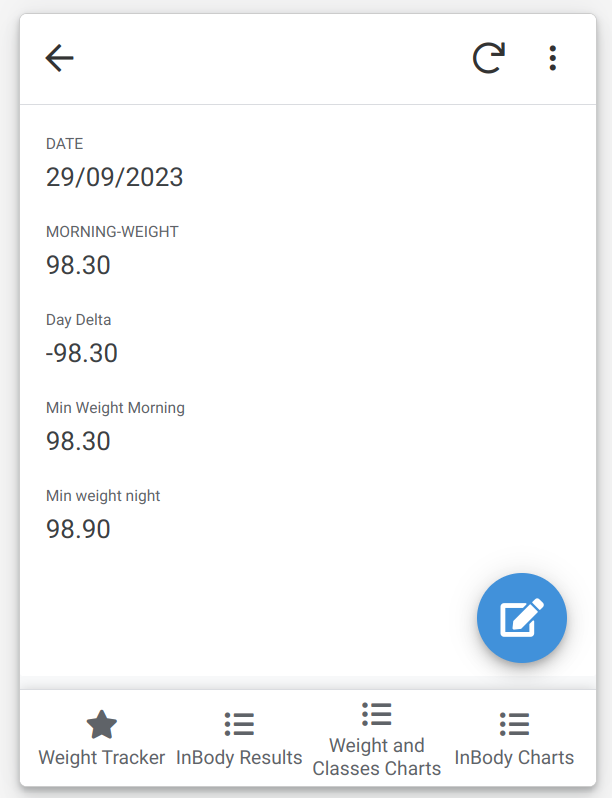 DATE
29/09/2023
MORNING-WEIGHT
98.30
Day Delta
-98.30
Min Weight Morning
98.30
Min weight night
98.90
Weight Tracker
InBody Results
Weight and
Classes Charts
InBody Charts